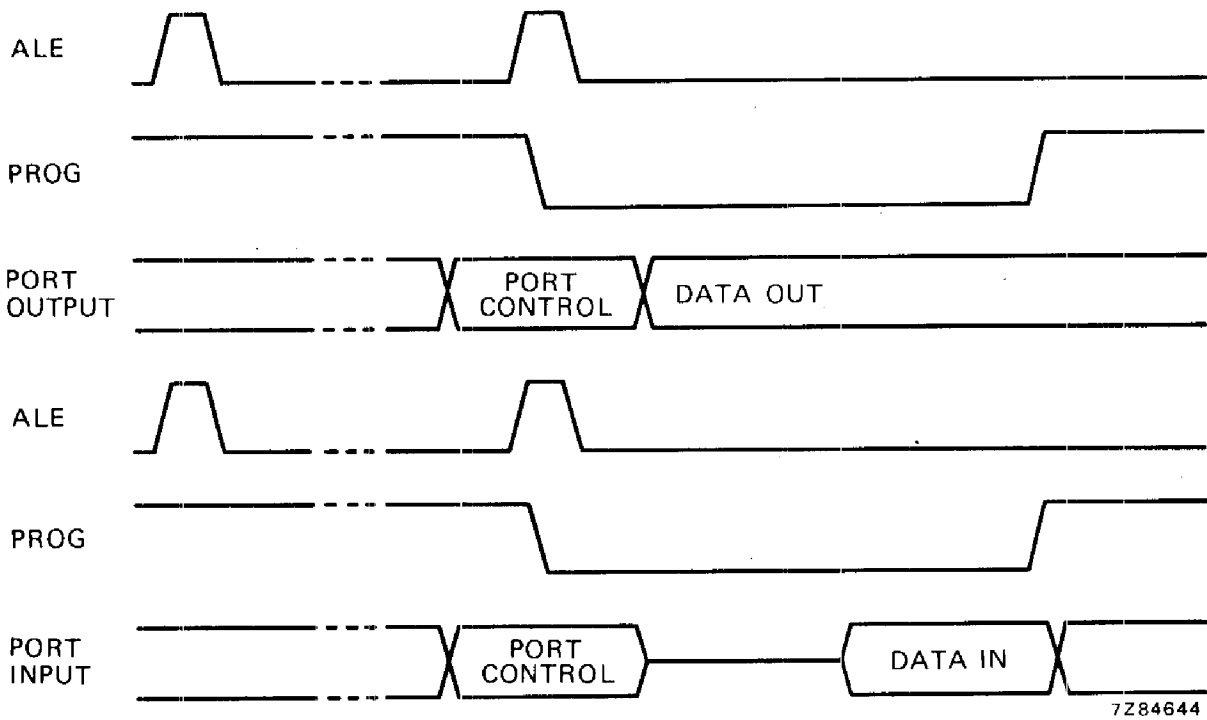 ALE
PROG
PORT
OUTPUT
PORT
CONTROL
DATA OUT
ALE
PROG
PORT
INPUT
PORT
CONTROL
DATA IN
7Z84644